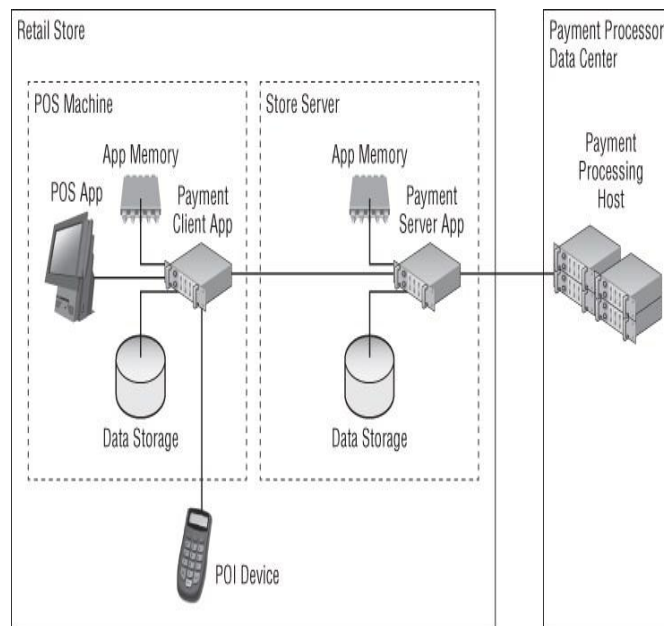 Retail Store
POS Machine
App Memory
POS App
Payment
Client App
Data Storage
POI Device
Store Server
App Memory
Payment
Server App
Data Storage
Payment Processor
Data Center
Payment
Processing
Host